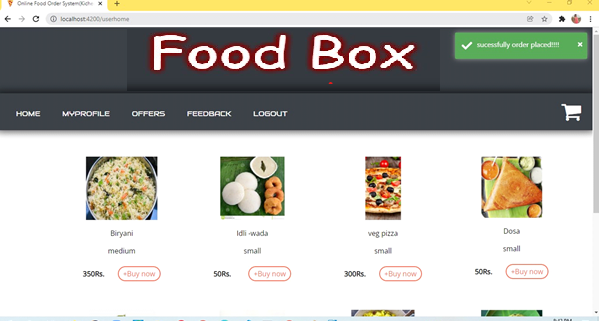 Online Food Order System(Kich
localhost:4200/userhome
Food Box
sucessfully order placed!!!!
HOME MYPROFILE OFFERS FEEDBACK LOGOUT
Biryani Idli -wada veg pizza Dosa
medium small small small
350Rs. +Buy now 50Rs. +Buy now 300Rs. +Buy now 50Rs. +Buy now